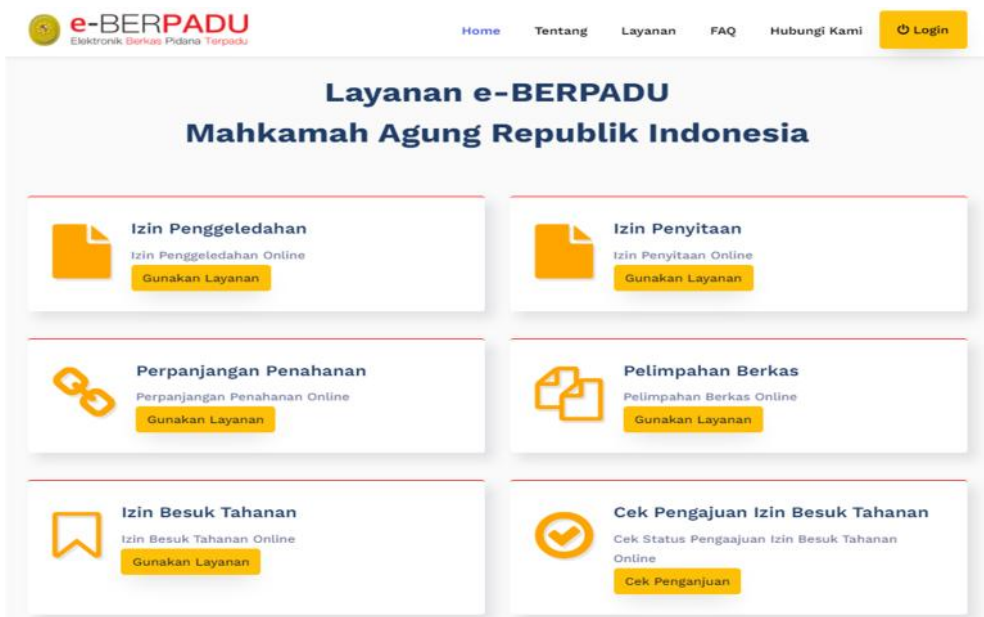 e-BERPADU
Elektronik Berkas Pidana Terpadu
Home Tentang Layanan FAQ Hubungi Kami Login
Layanan e-BERPADU
Mahkamah Agung Republik Indonesia
Izin Penggeledahan
Izin Penggeledahan Online
Gunakan Layanan
Izin Penyitaan
Izin Penyitaan Online
Gunakan Layanan
Perpanjangan Penahanan
Perpanjangan Penahanan Online
Gunakan Layanan
Pelimpahan Berkas
Pelimpahan Berkas Online
Gunakan Layanan
Izin Besuk Tahanan
Izin Besuk Tahanan Online
Gunakan Layanan
Cek Pengajuan Izin Besuk Tahanan
Cek Status Pengaajuan Izin Besuk Tahanan
Online
Cek Penganjuan